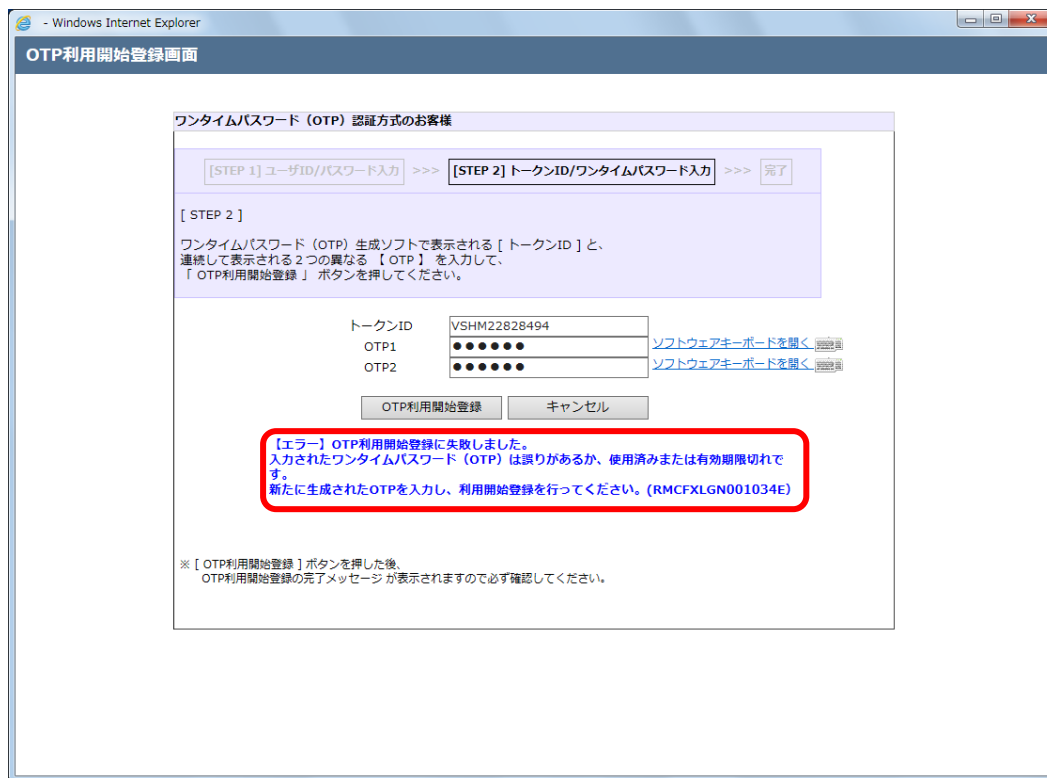 - Windows Internet Explorer
OTP利用開始登録画面
ワンタイムパスワード（OTP）認証方式のお客様
[STEP 1] ユーザID/パスワード入力 >>> [STEP 2] トークンID/ワンタイムパスワード入力 >>> 完了
[ STEP 2 ]
ワンタイムパスワード（OTP）生成ソフトで表示される [ トークンID ] と、
連続して表示される２つの異なる 【 OTP 】 を入力して、
「 OTP利用開始登録 」 ボタンを押してください。
トークンID VSHM22828494
OTP1 ●●●●●● ソフトウェアキーボードを開く
OTP2 ●●●●●● ソフトウェアキーボードを開く
OTP利用開始登録 キャンセル
【エラー】OTP利用開始登録に失敗しました。
入力されたワンタイムパスワード（OTP）は誤りがあるか、使用済みまたは有効期限切れで
す。
新たに生成されたOTPを入力し、利用開始登録を行ってください。(RMCFXLGN001034E)
※ [ OTP利用開始登録 ] ボタンを押した後、
OTP利用開始登録の完了メッセージ が表示されますので必ず確認してください。